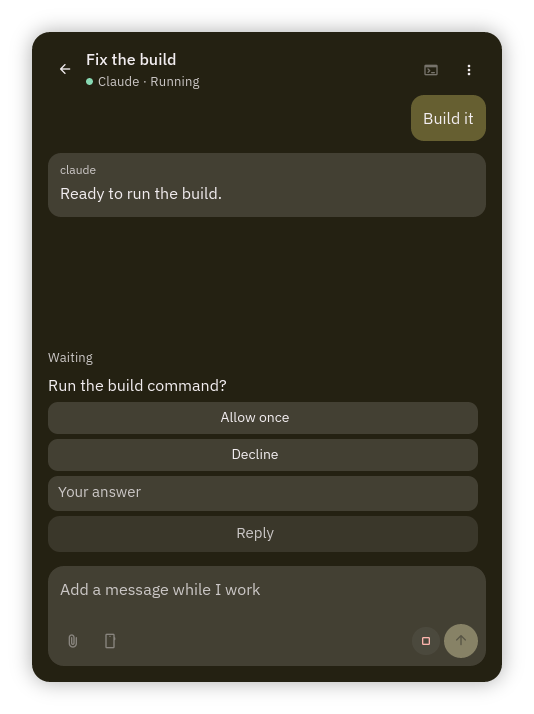 Fix the build
Claude · Running
Build it
claude
Ready to run the build.
Waiting
Run the build command?
Allow once
Decline
Your answer
Reply
Add a message while I work